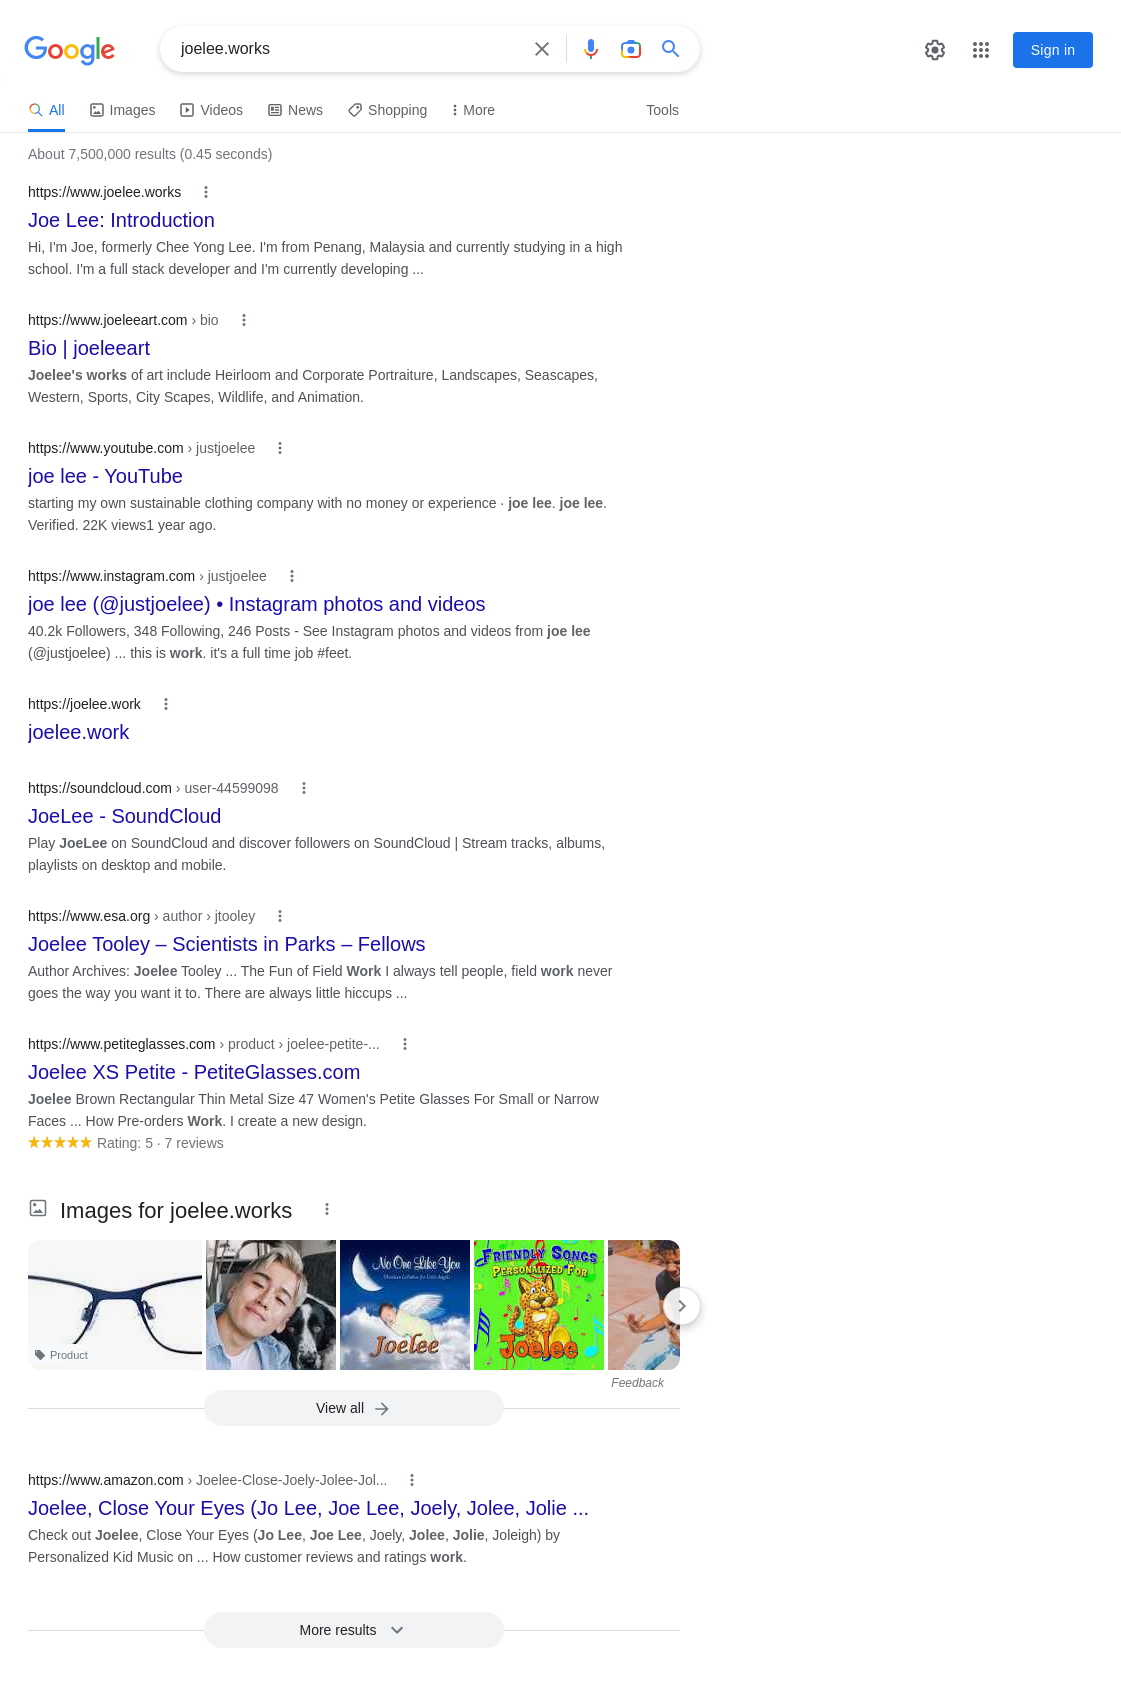 Google
joelee.works
Sign in
All
Images
Videos
News
Shopping
More
Tools
About 7,500,000 results (0.45 seconds)
https://www.joelee.works
Joe Lee: Introduction
Hi, I'm Joe, formerly Chee Yong Lee. I'm from Penang, Malaysia and currently studying in a high
school. I'm a full stack developer and I'm currently developing ...
https://www.joeleeart.com › bio
Bio | joeleeart
Joelee's works of art include Heirloom and Corporate Portraiture, Landscapes, Seascapes,
Western, Sports, City Scapes, Wildlife, and Animation.
https://www.youtube.com › justjoelee
joe lee - YouTube
starting my own sustainable clothing company with no money or experience · joe lee. joe lee.
Verified. 22K views1 year ago.
https://www.instagram.com › justjoelee
joe lee (@justjoelee) • Instagram photos and videos
40.2k Followers, 348 Following, 246 Posts - See Instagram photos and videos from joe lee
(@justjoelee) ... this is work. it's a full time job #feet.
https://joelee.work
joelee.work
https://soundcloud.com › user-44599098
JoeLee - SoundCloud
Play JoeLee on SoundCloud and discover followers on SoundCloud | Stream tracks, albums,
playlists on desktop and mobile.
https://www.esa.org › author › jtooley
Joelee Tooley – Scientists in Parks – Fellows
Author Archives: Joelee Tooley ... The Fun of Field Work I always tell people, field work never
goes the way you want it to. There are always little hiccups ...
https://www.petiteglasses.com › product › joelee-petite-...
Joelee XS Petite - PetiteGlasses.com
Joelee Brown Rectangular Thin Metal Size 47 Women's Petite Glasses For Small or Narrow
Faces ... How Pre-orders Work. I create a new design.
Rating: 5 · 7 reviews
Images for joelee.works
Product
No One Like You
Christian Lullabies for Little Angels
Joelee
FRIENDLY SONGS
PERSONALIZED FOR
Joelee
Feedback
View all
https://www.amazon.com › Joelee-Close-Joely-Jolee-Jol...
Joelee, Close Your Eyes (Jo Lee, Joe Lee, Joely, Jolee, Jolie ...
Check out Joelee, Close Your Eyes (Jo Lee, Joe Lee, Joely, Jolee, Jolie, Joleigh) by
Personalized Kid Music on ... How customer reviews and ratings work.
More results